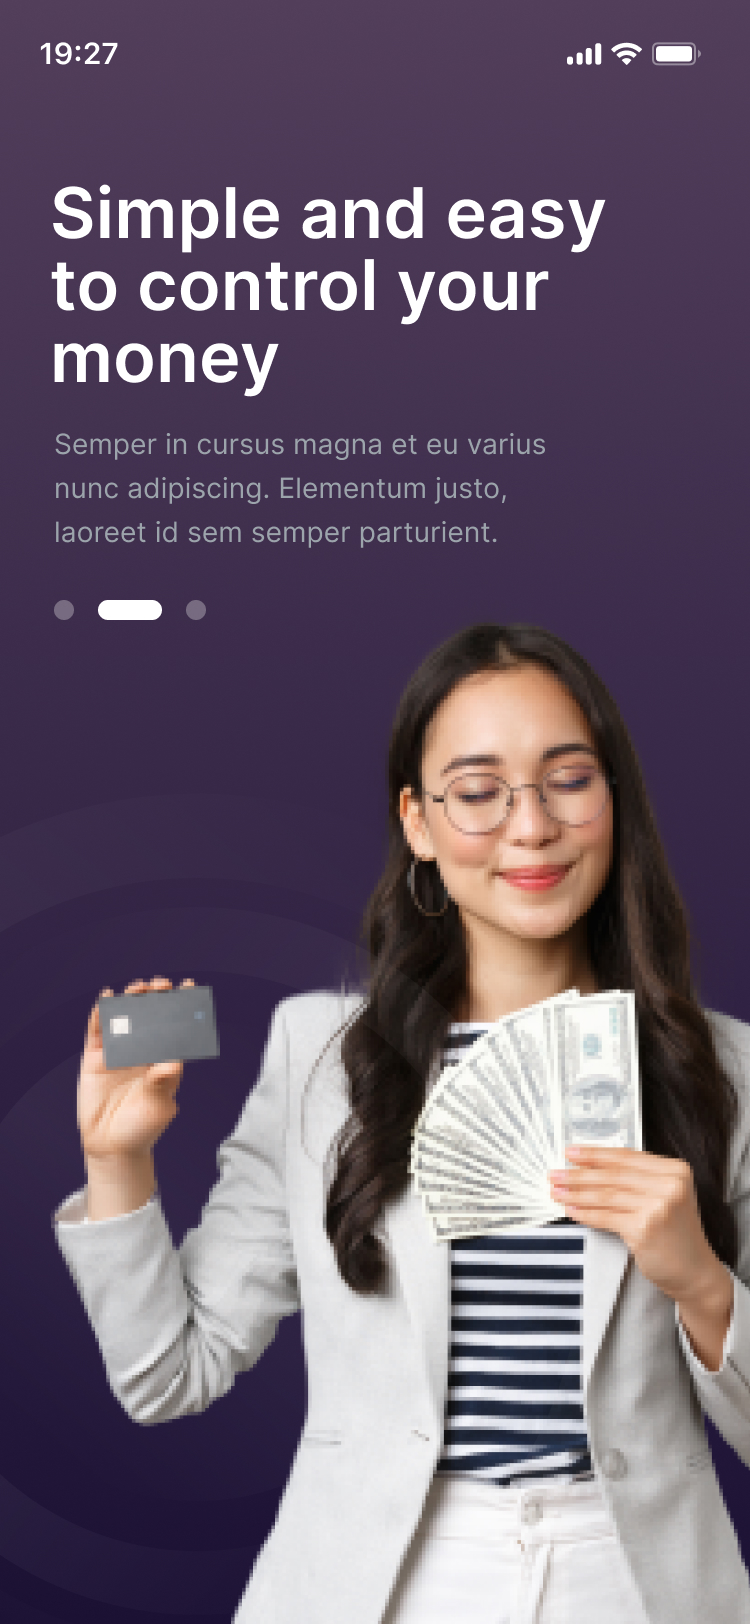 19:27
Simple and easy
to control your
money
Semper in cursus magna et eu varius
nunc adipiscing. Elementum justo,
laoreet id sem semper parturient.